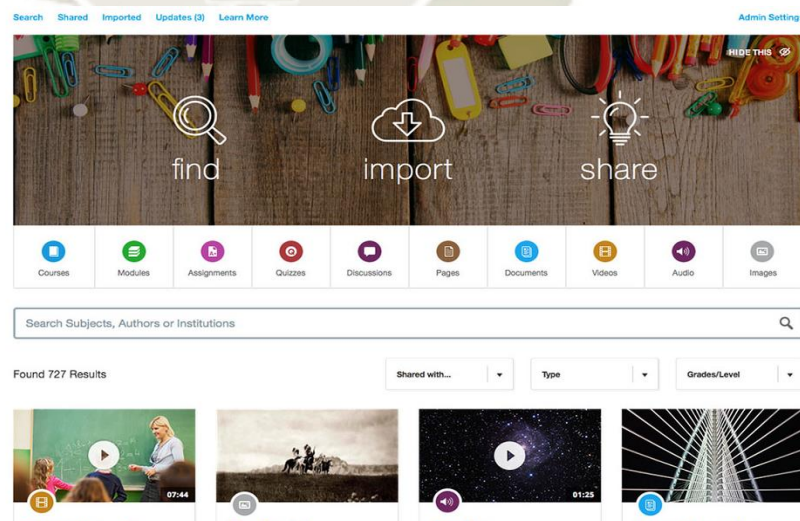 Search Shared Imported Updates (3) Learn More Admin Setting
HIDE THIS
find import share
Courses Modules Assignments Quizzes Discussions Pages Documents Videos Audio Images
Search Subjects, Authors or Institutions
Found 727 Results Shared with... Type Grades/Level
07:44 01:25